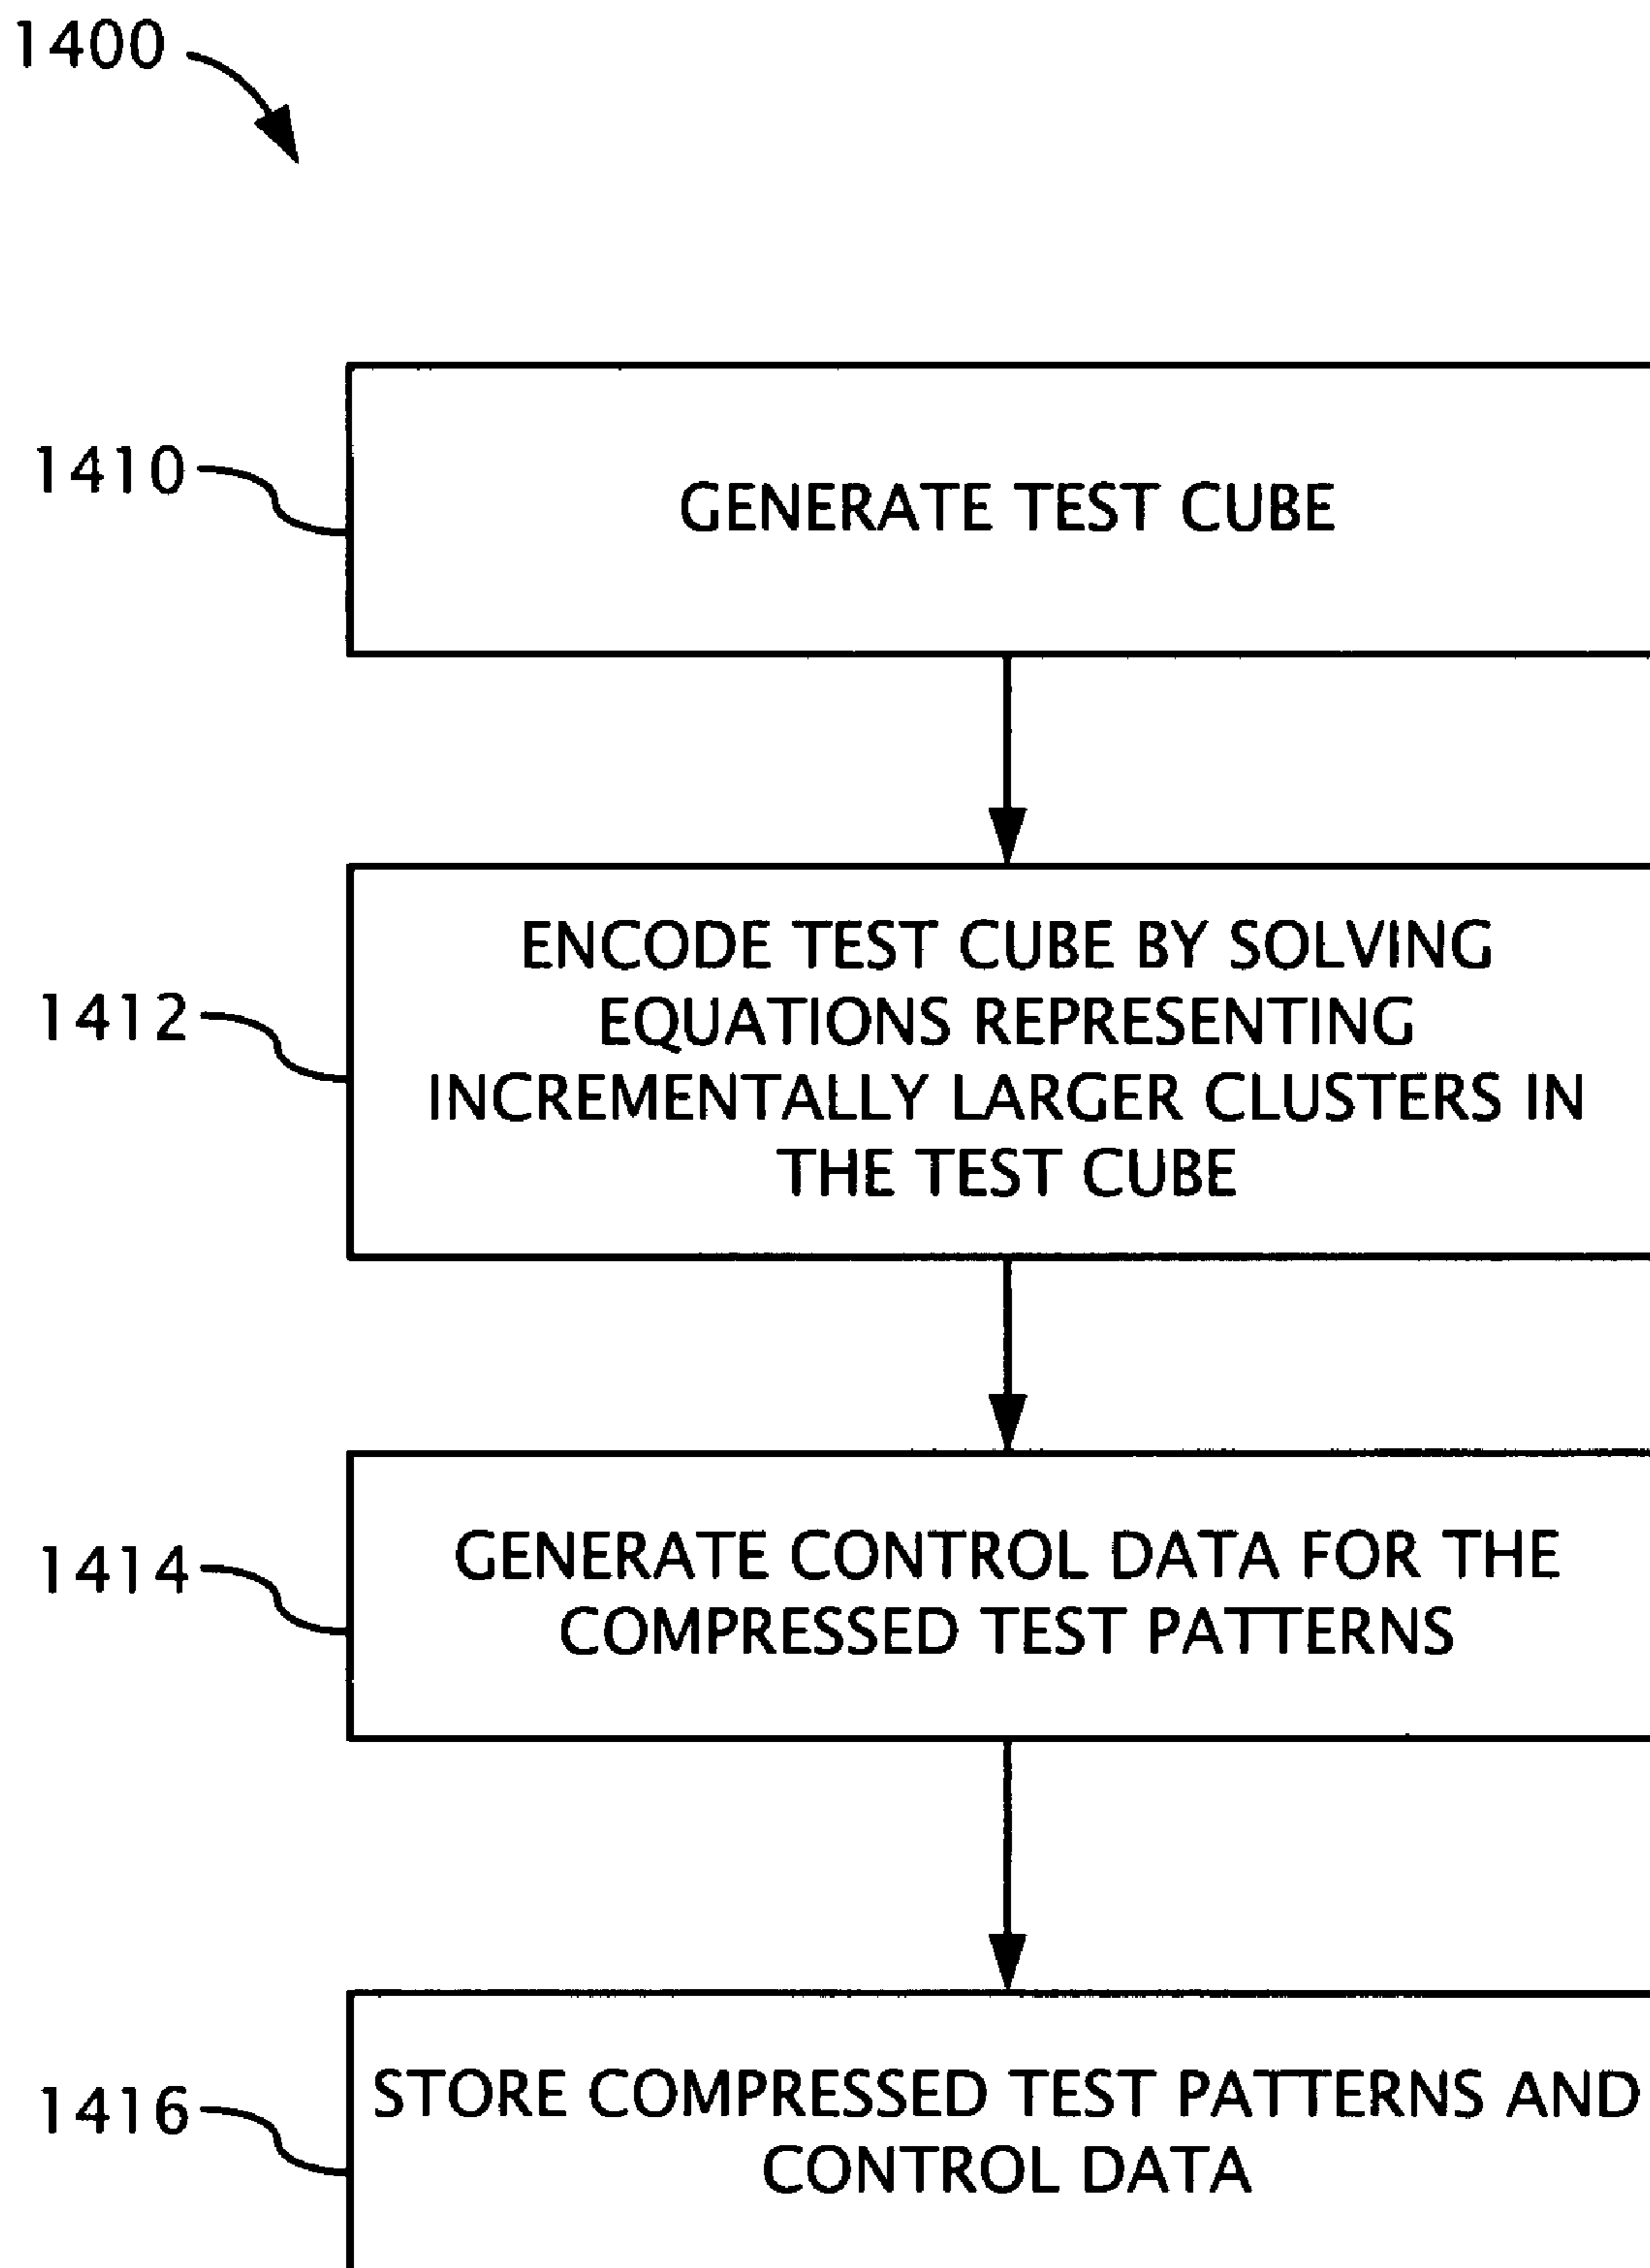 1400
1410
GENERATE TEST CUBE
1412
ENCODE TEST CUBE BY SOLVING
EQUATIONS REPRESENTING
INCREMENTALLY LARGER CLUSTERS IN
THE TEST CUBE
1414
GENERATE CONTROL DATA FOR THE
COMPRESSED TEST PATTERNS
1416
STORE COMPRESSED TEST PATTERNS AND
CONTROL DATA